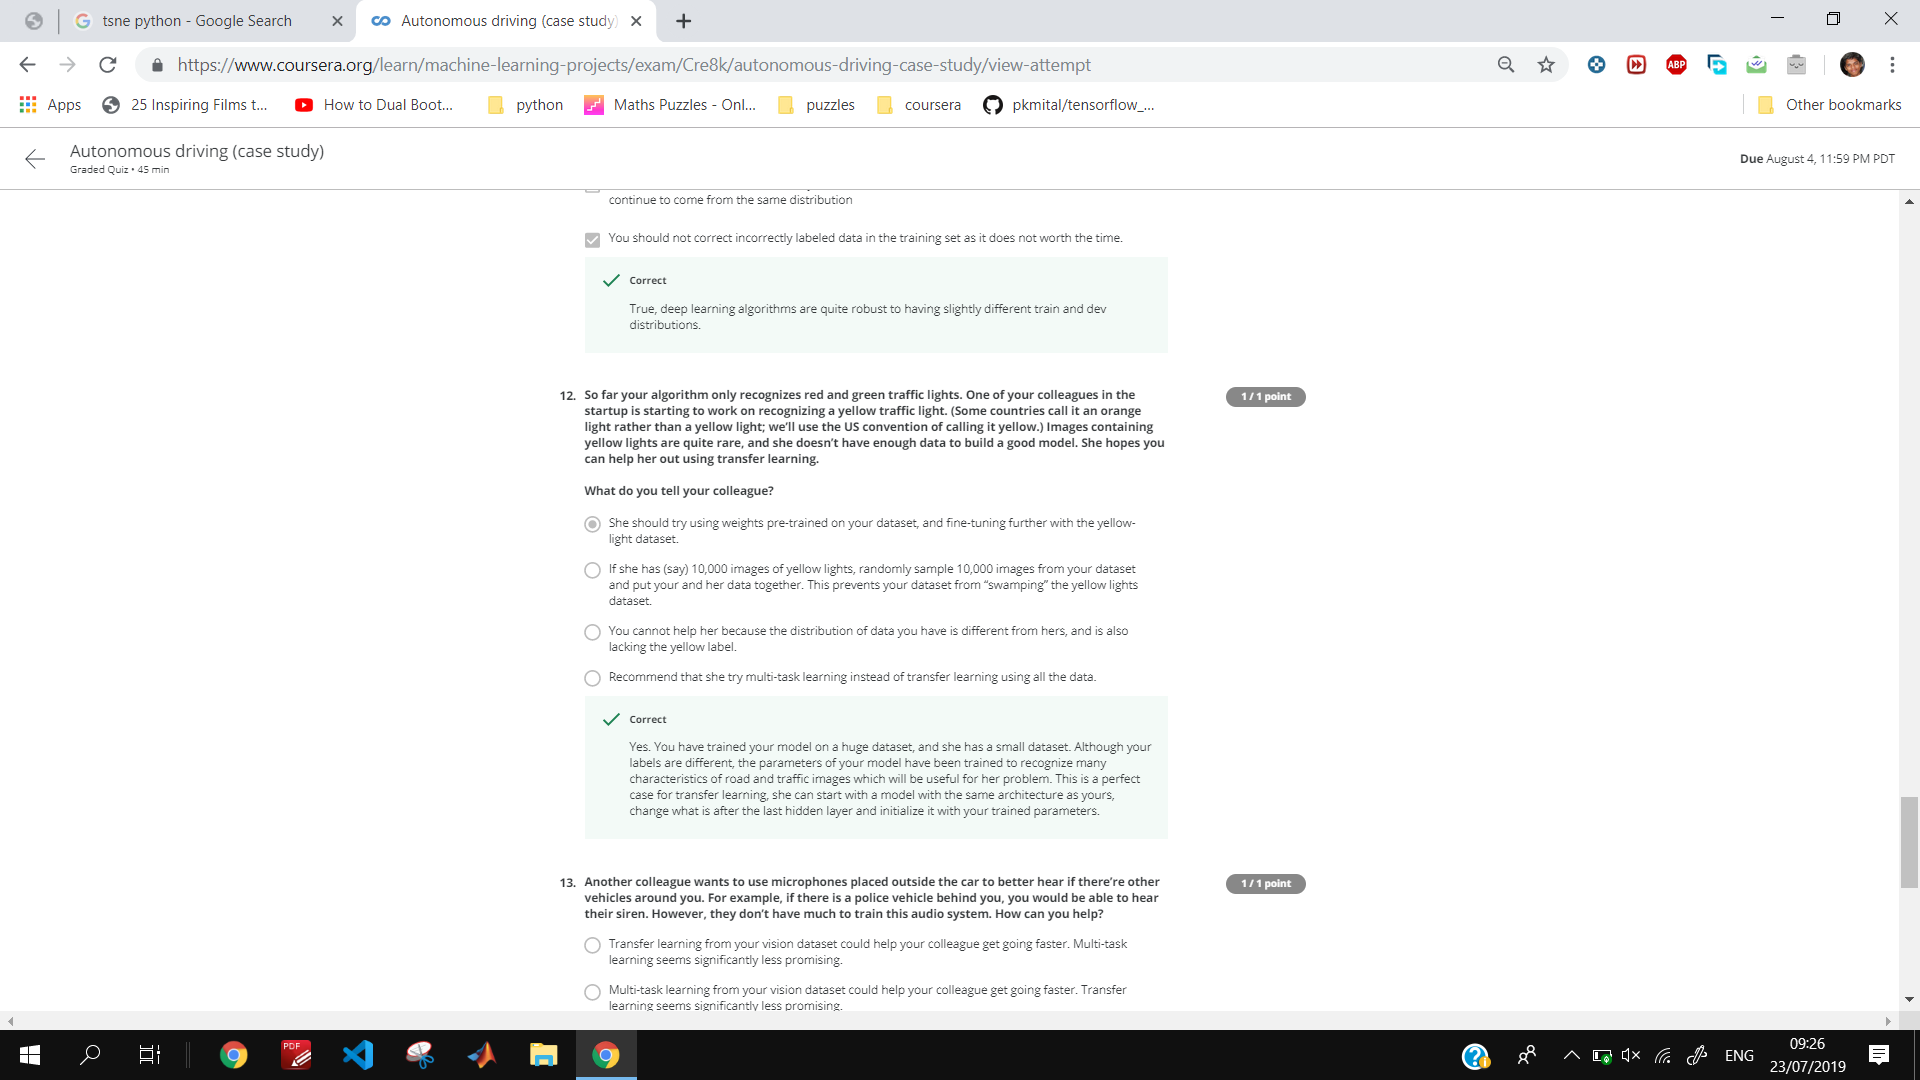 tsne python - Google Search
Autonomous driving (case study)
https://www.coursera.org/learn/machine-learning-projects/exam/Cre8k/autonomous-driving-case-study/view-attempt
ABP
Apps
25 Inspiring Films t...
How to Dual Boot...
python
Maths Puzzles - Onl...
puzzles
coursera
pkmital/tensorflow_...
Other bookmarks
Autonomous driving (case study)
Graded Quiz • 45 min
Due August 4, 11:59 PM PDT
continue to come from the same distribution
You should not correct incorrectly labeled data in the training set as it does not worth the time.
Correct
True, deep learning algorithms are quite robust to having slightly different train and dev
distributions.
12. So far your algorithm only recognizes red and green traffic lights. One of your colleagues in the
startup is starting to work on recognizing a yellow traffic light. (Some countries call it an orange
light rather than a yellow light; we’ll use the US convention of calling it yellow.) Images containing
yellow lights are quite rare, and she doesn’t have enough data to build a good model. She hopes you
can help her out using transfer learning.
1 / 1 point
What do you tell your colleague?
She should try using weights pre-trained on your dataset, and fine-tuning further with the yellow-
light dataset.
If she has (say) 10,000 images of yellow lights, randomly sample 10,000 images from your dataset
and put your and her data together. This prevents your dataset from “swamping” the yellow lights
dataset.
You cannot help her because the distribution of data you have is different from hers, and is also
lacking the yellow label.
Recommend that she try multi-task learning instead of transfer learning using all the data.
Correct
Yes. You have trained your model on a huge dataset, and she has a small dataset. Although your
labels are different, the parameters of your model have been trained to recognize many
characteristics of road and traffic images which will be useful for her problem. This is a perfect
case for transfer learning, she can start with a model with the same architecture as yours,
change what is after the last hidden layer and initialize it with your trained parameters.
13. Another colleague wants to use microphones placed outside the car to better hear if there’re other
vehicles around you. For example, if there is a police vehicle behind you, you would be able to hear
their siren. However, they don’t have much to train this audio system. How can you help?
1 / 1 point
Transfer learning from your vision dataset could help your colleague get going faster. Multi-task
learning seems significantly less promising.
Multi-task learning from your vision dataset could help your colleague get going faster. Transfer
learning seems significantly less promising.
PDF
ENG
09:26
23/07/2019